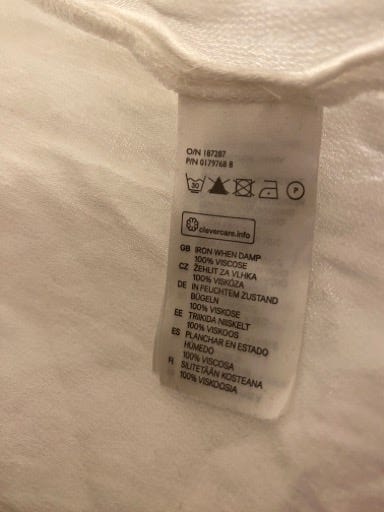 O/N 187287
P/N 0179768 8
30 P
clevercare.info
GB IRON WHEN DAMP
100% VISCOSE
CZ ŽEHLIT ZA VLHKA
100% VISKÓZA
DE IN FEUCHTEM ZUSTAND
BÜGELN
100% VISKOSE
EE TRIIKIDA NIISKELT
100% VISKOOS
ES PLANCHAR EN ESTADO
HÚMEDO
100% VISCOSA
FI SILITETÄÄN KOSTEANA
100% VISKOOSIA